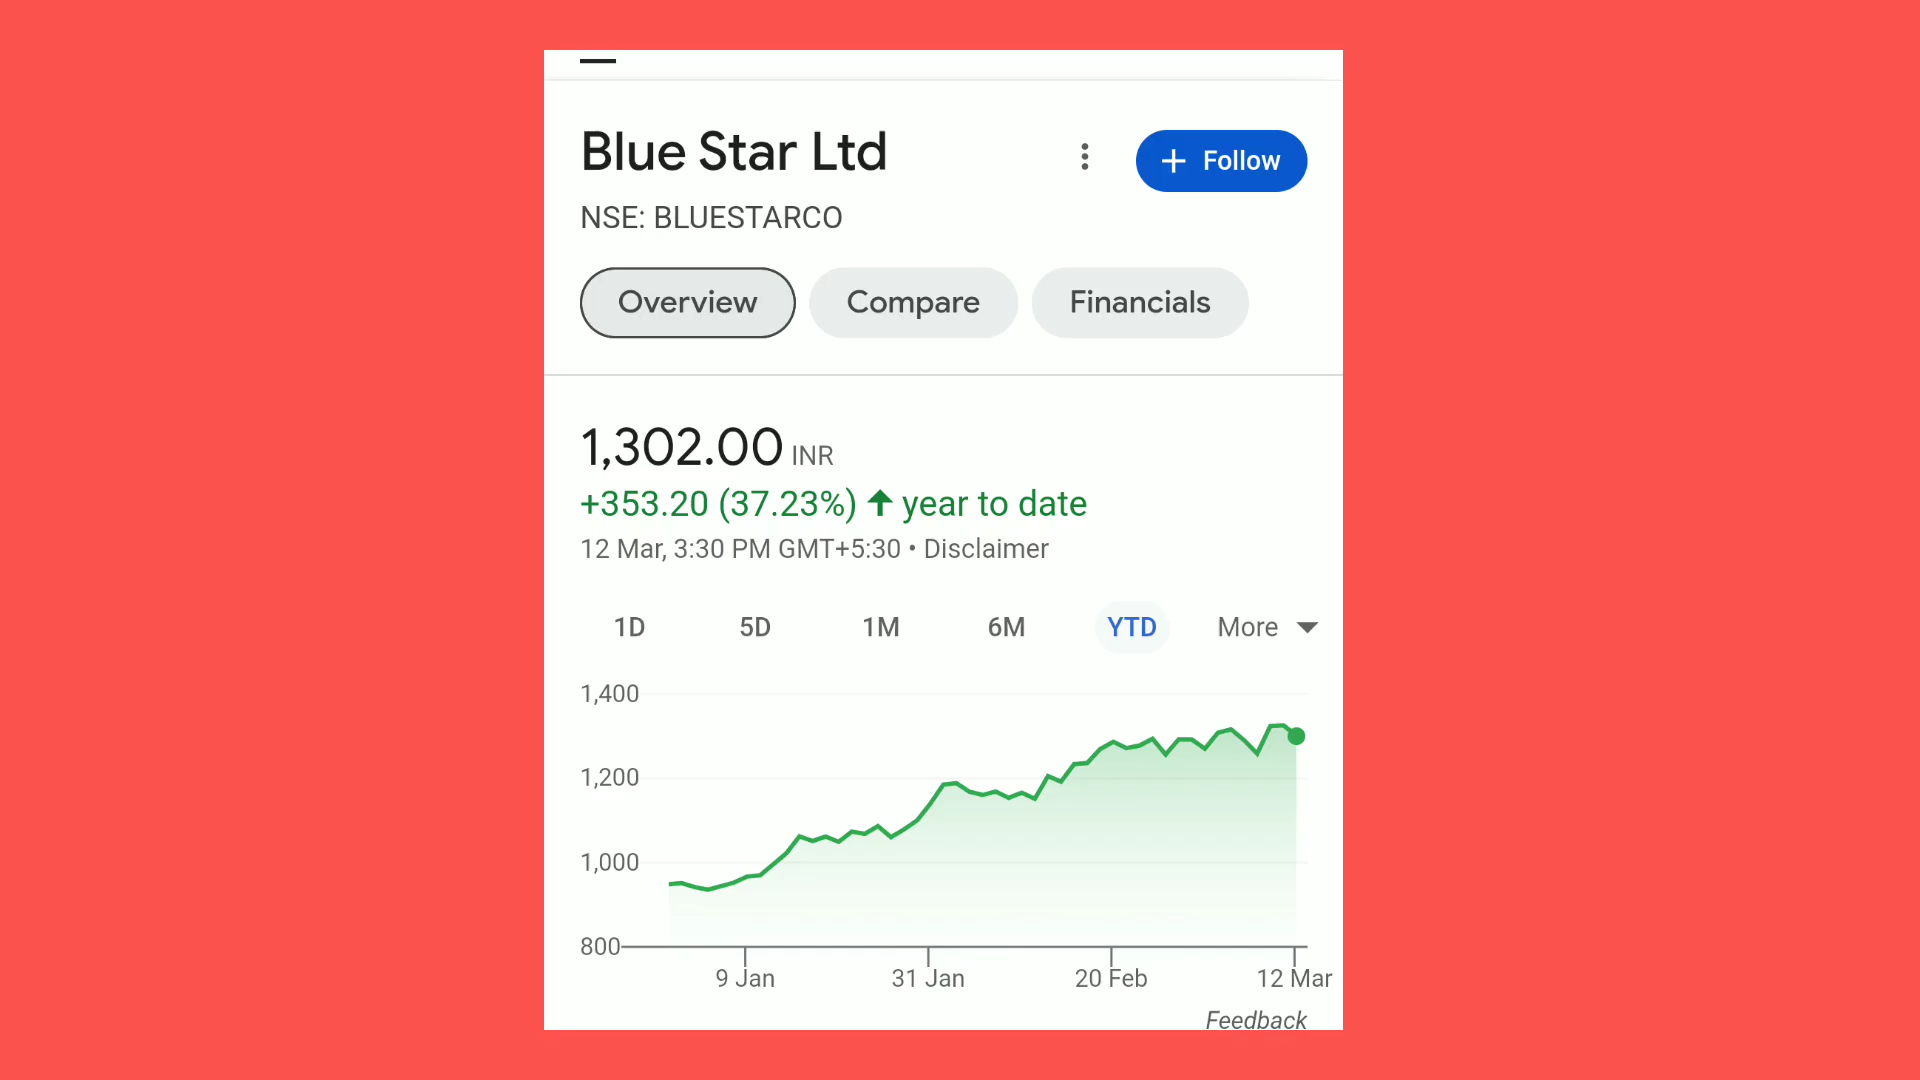 Blue Star Ltd
+ Follow
NSE: BLUESTARCO
Overview Compare Financials
1,302.00 INR
+353.20 (37.23%) ↑ year to date
12 Mar, 3:30 PM GMT+5:30 • Disclaimer
1D 5D 1M 6M YTD More
1,400
1,200
1,000
800
9 Jan 31 Jan 20 Feb 12 Mar
Feedback